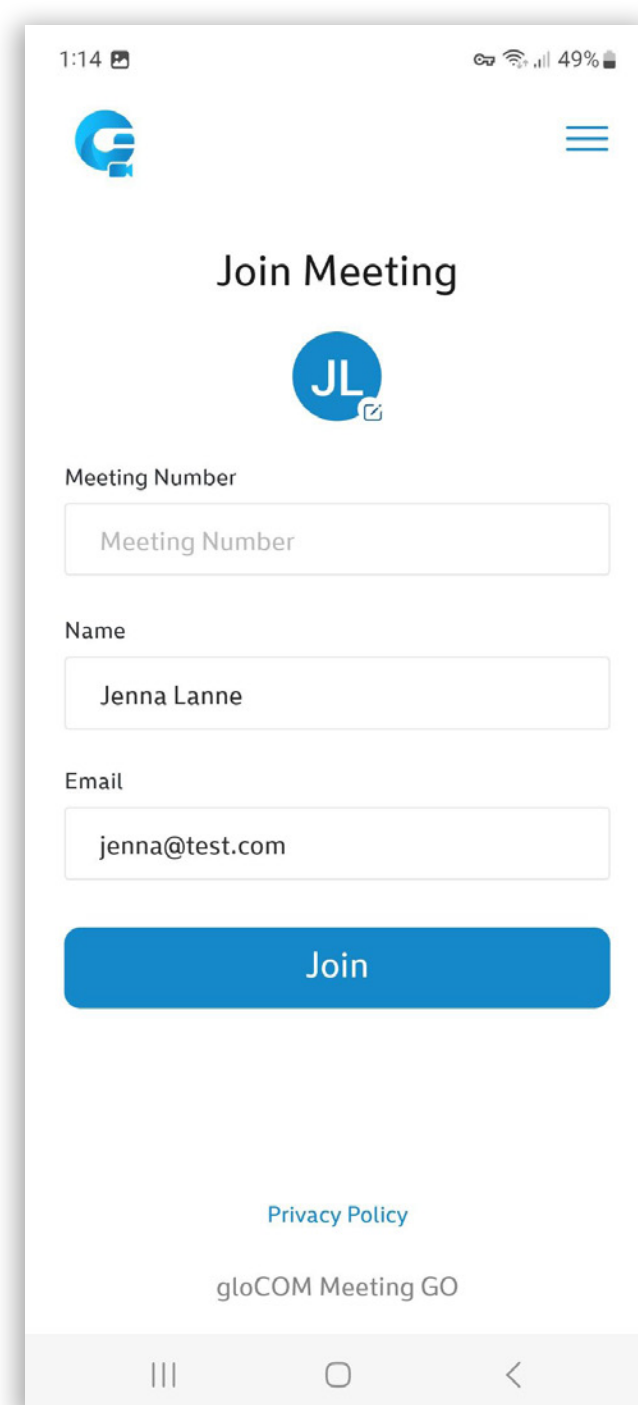 1:14 49%
Join Meeting
JL
Meeting Number
Meeting Number
Name
Jenna Lanne
Email
jenna@test.com
Join
Privacy Policy
gloCOM Meeting GO